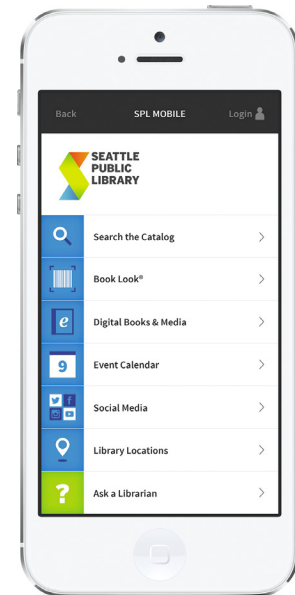 Back SPL MOBILE Login
SEATTLE
PUBLIC
LIBRARY
Search the Catalog
Book Look®
e Digital Books & Media
9 Event Calendar
f Social Media
Library Locations
? Ask a Librarian